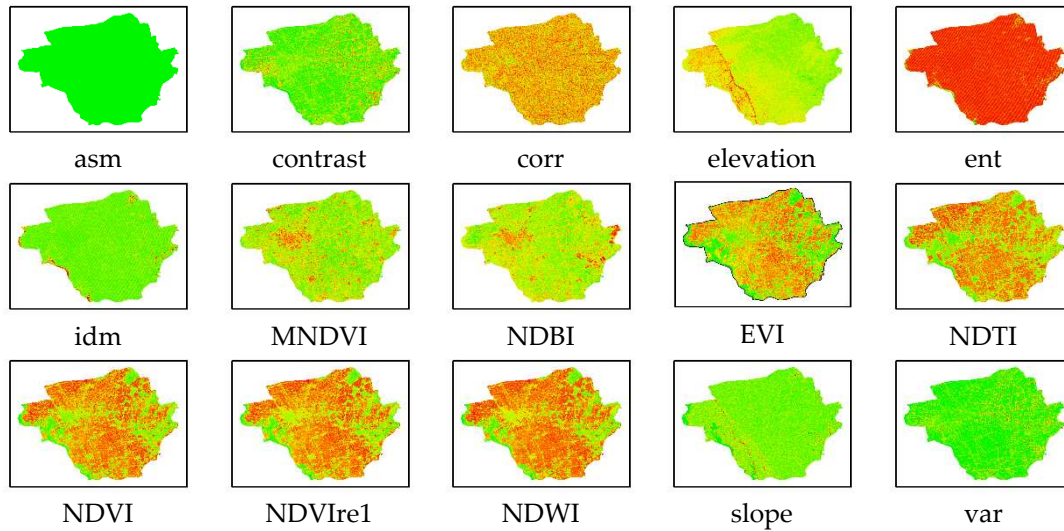 asm contrast corr elevation ent
idm MNDVI NDBI EVI NDTI
NDVI NDVIre1 NDWI slope var